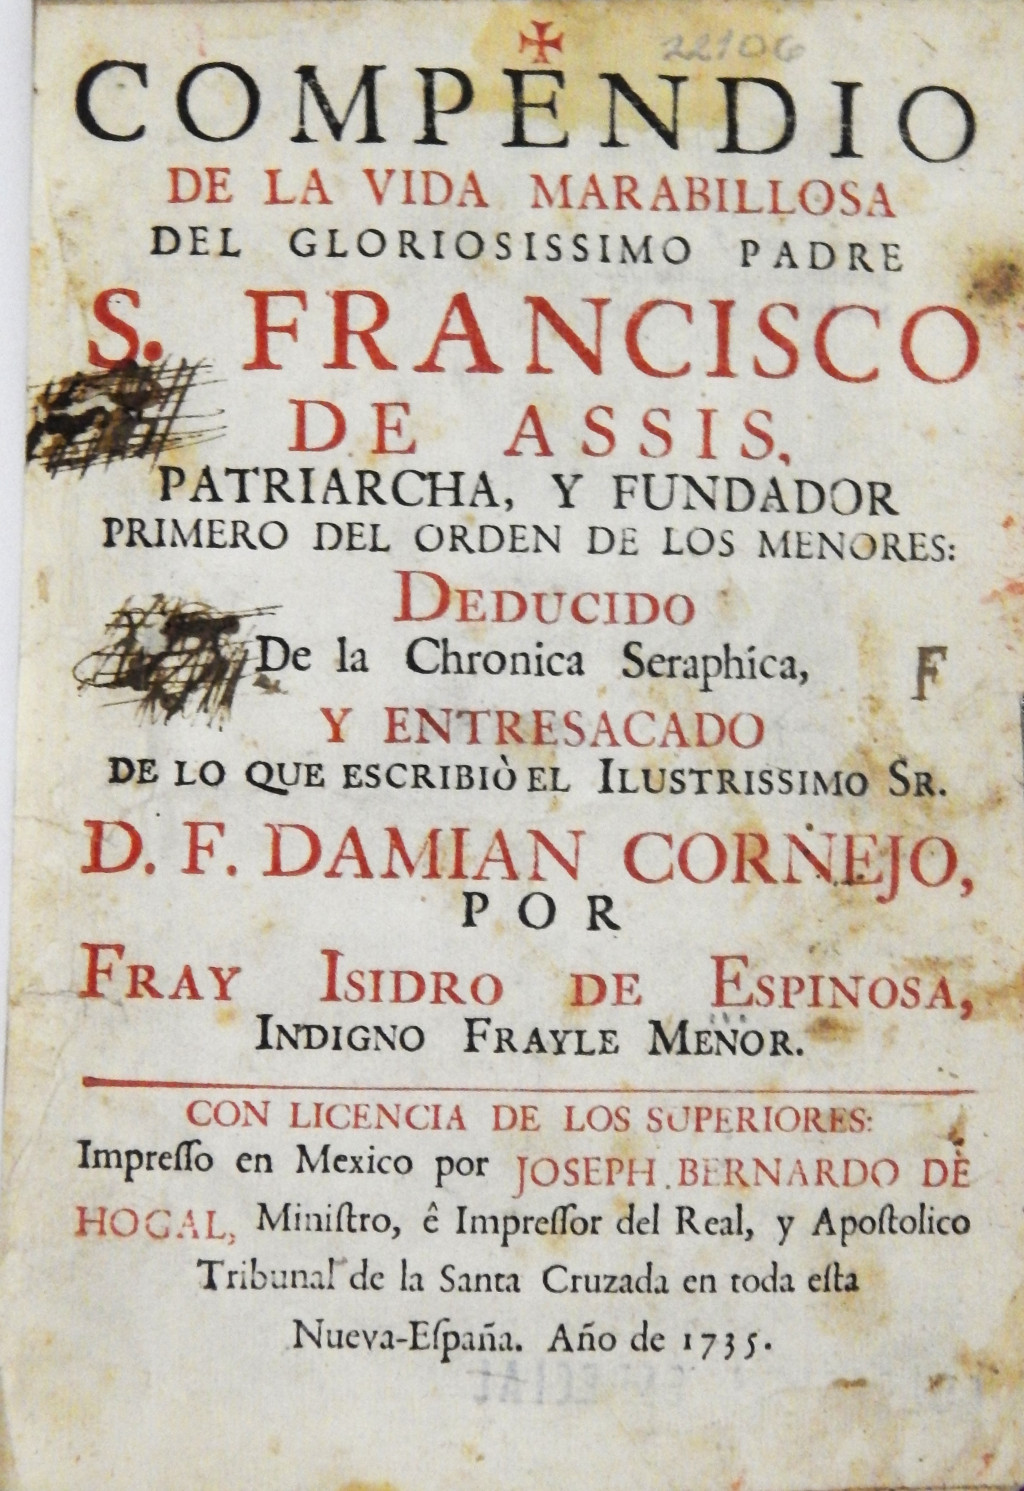 22106
COMPENDIO
DE LA VIDA MARABILLOSA
DEL GLORIOSISSIMO PADRE
S. FRANCISCO
DE ASSIS,
PATRIARCHA, Y FUNDADOR
PRIMERO DEL ORDEN DE LOS MENORES:
DEDUCIDO
De la Chronica Seraphica,
F
Y ENTRESACADO
DE LO QUE ESCRIBIÒ EL ILUSTRISSIMO SR.
D. F. DAMIAN CORNEJO,
POR
FRAY ISIDRO DE ESPINOSA,
INDIGNO FRAYLE MENOR.
CON LICENCIA DE LOS SUPERIORES:
Impreſſo en Mexico por JOSEPH BERNARDO DE
HOGAL, Miniſtro, ê Impreſſor del Real, y Apoſtolico
Tribunal de la Santa Cruzada en toda eſta
Nueva-Eſpaña. Año de 1735.